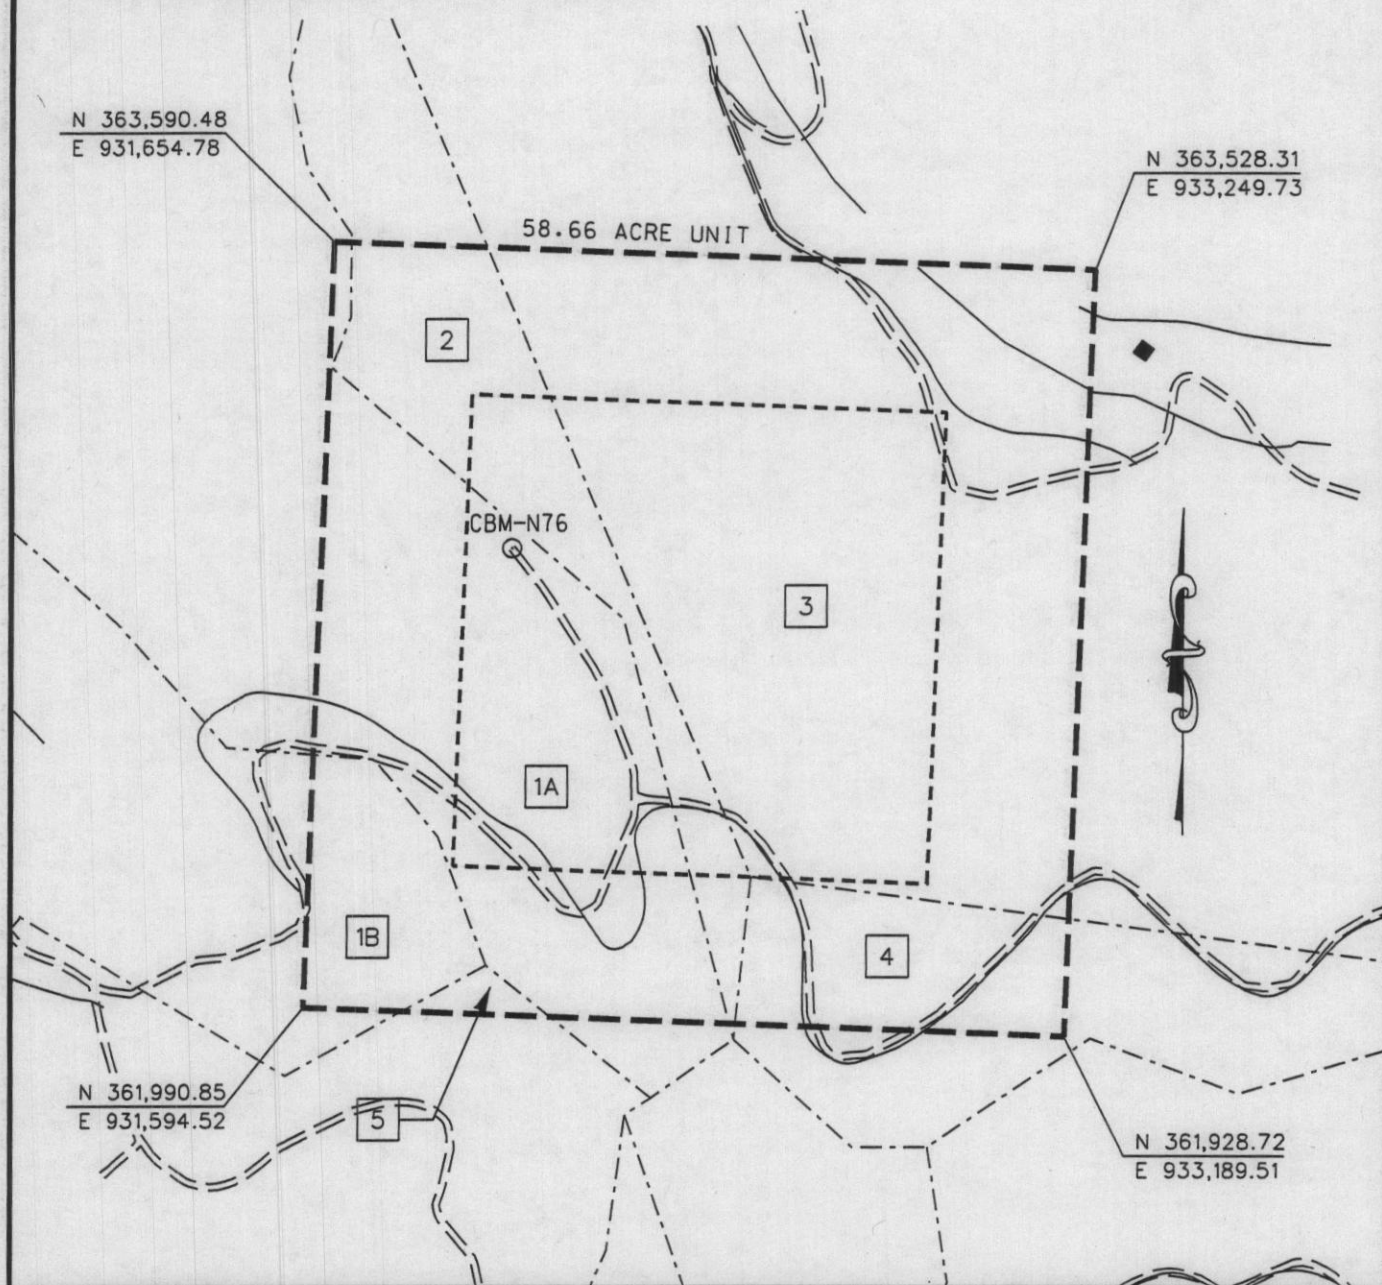 N 363,590.48
E 931,654.78
N 363,528.31
E 933,249.73
58.66 ACRE UNIT
2
CBM-N76
3
1A
1B
4
N 361,990.85
E 931,594.52
5
N 361,928.72
E 933,189.51